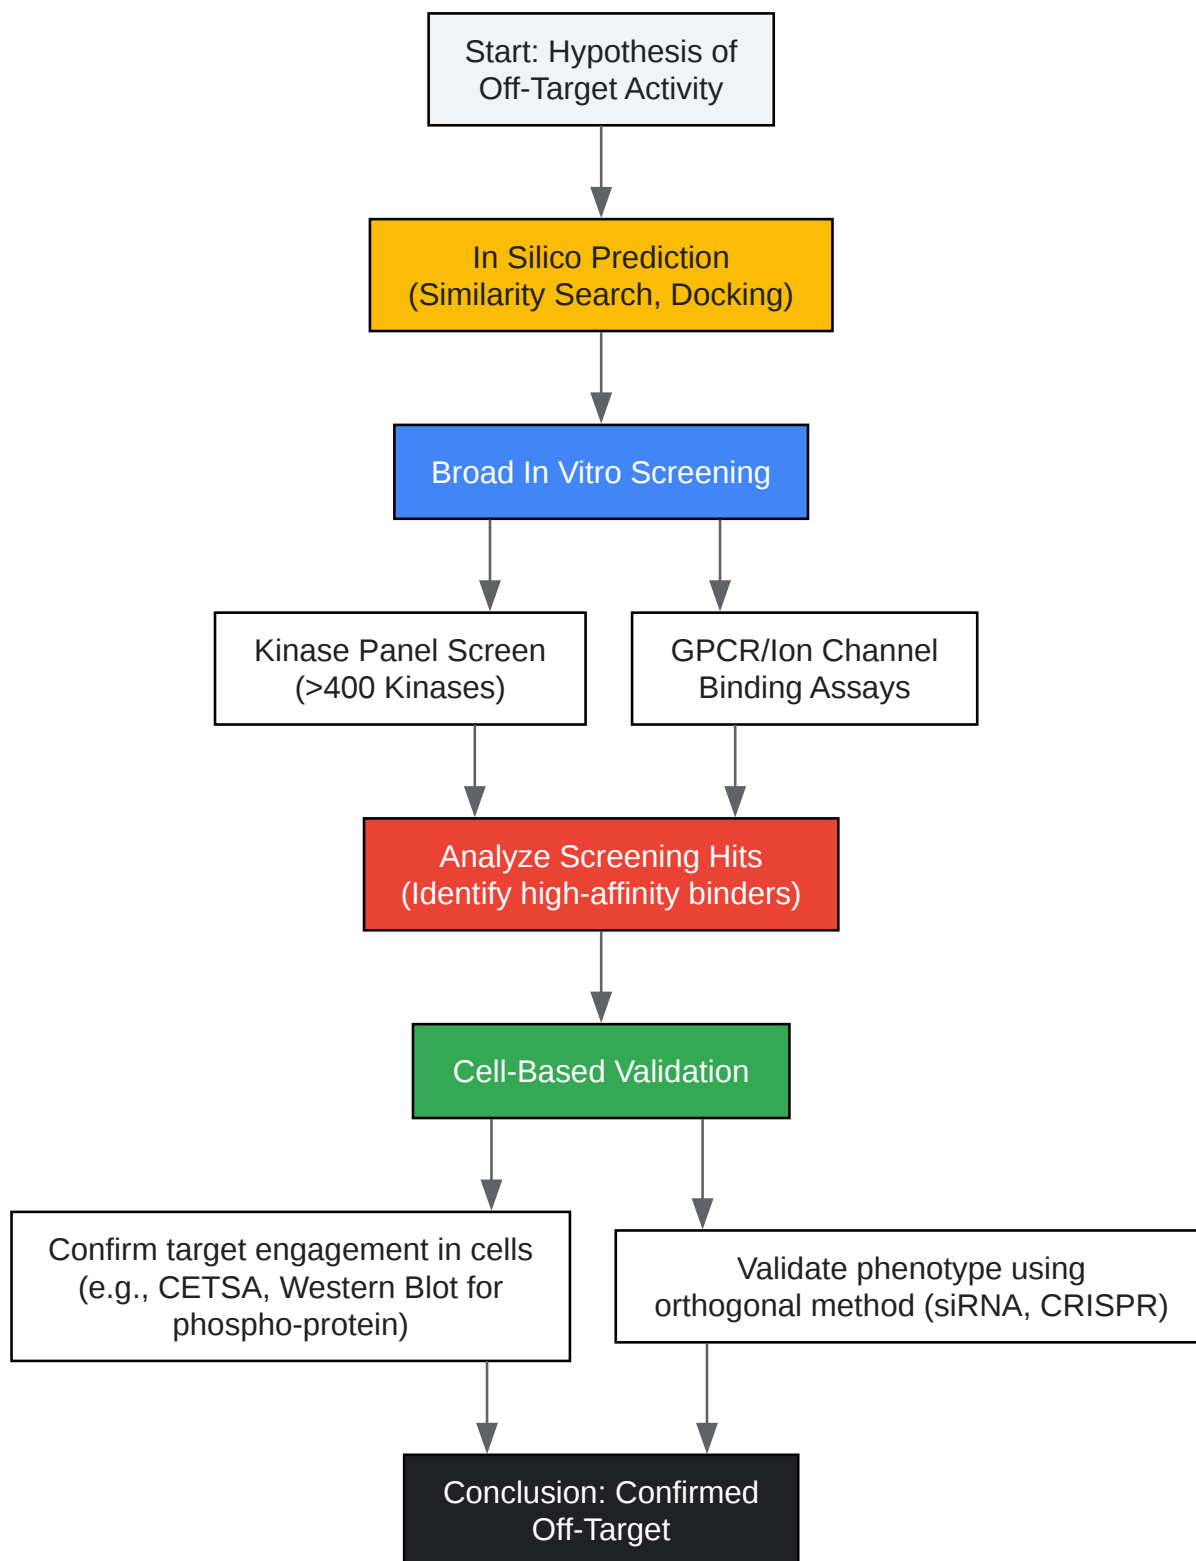 Start: Hypothesis of
Off-Target Activity
In Silico Prediction
(Similarity Search, Docking)
Broad In Vitro Screening
Kinase Panel Screen
(>400 Kinases)
GPCR/Ion Channel
Binding Assays
Analyze Screening Hits
(Identify high-affinity binders)
Cell-Based Validation
Confirm target engagement in cells
(e.g., CETSA, Western Blot for
phospho-protein)
Validate phenotype using
orthogonal method (siRNA, CRISPR)
Conclusion: Confirmed
Off-Target